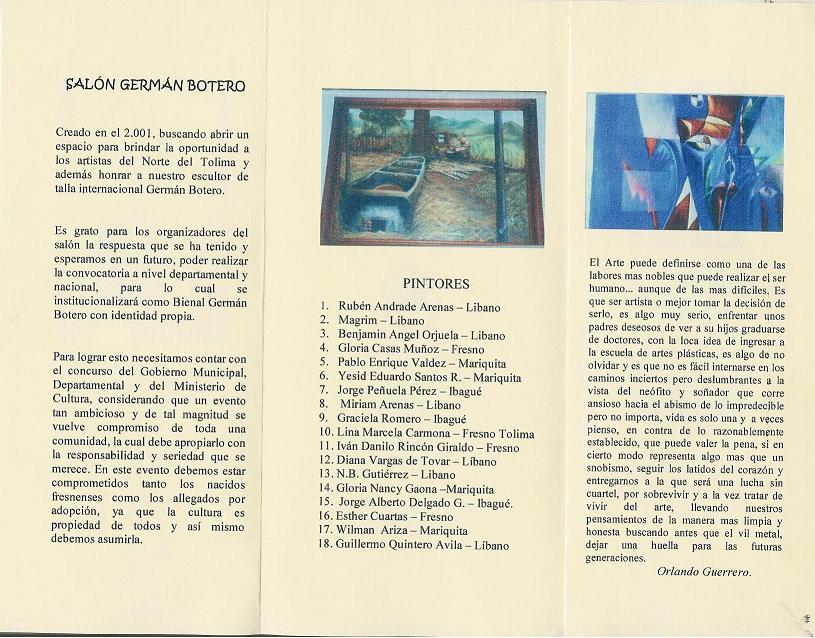 SALÓN GERMÁN BOTERO
Creado en el 2.001, buscando abrir un
espacio para brindar la oportunidad a
los artistas del Norte del Tolima y
además honrar a nuestro escultor de
talla internacional Germán Botero.
Es grato para los organizadores del
salón la respuesta que se ha tenido y
esperamos en un futuro, poder realizar
la convocatoria a nivel departamental y
nacional, para lo cual se
institucionalizará como Bienal Germán
Botero con identidad propia.
Para lograr esto necesitamos contar con
el concurso del Gobierno Municipal,
Departamental y del Ministerio de
Cultura, considerando que un evento
tan ambicioso y de tal magnitud se
vuelve compromiso de toda una
comunidad, la cual debe apropiarlo con
la responsabilidad y seriedad que se
merece. En este evento debemos estar
comprometidos tanto los nacidos
fresnenses como los allegados por
adopción, ya que la cultura es
propiedad de todos y así mismo
debemos asumirla.
PINTORES
1. Rubén Andrade Arenas – Libano
2. Magrim – Libano
3. Benjamin Angel Orjuela – Libano
4. Gloria Casas Muñoz – Fresno
5. Pablo Enrique Valdez – Mariquita
6. Yesid Eduardo Santos R. – Mariquita
7. Jorge Peñuela Pérez – Ibagué
8. Miriam Arenas – Libano
9. Graciela Romero – Ibagué
10. Lina Marcela Carmona – Fresno Tolima
11. Iván Danilo Rincón Giraldo – Fresno
12. Diana Vargas de Tovar – Líbano
13. N.B. Gutiérrez – Libano
14. Gloria Nancy Gaona –Mariquita
15. Jorge Alberto Delgado G. – Ibagué.
16. Esther Cuartas – Fresno
17. Wilman Ariza – Mariquita
18. Guillermo Quintero Avila – Líbano
El Arte puede definirse como una de las
labores mas nobles que puede realizar el ser
humano... aunque de las mas difíciles. Es
que ser artista o mejor tomar la decisión de
serlo, es algo muy serio, enfrentar unos
padres deseosos de ver a su hijos graduarse
de doctores, con la loca idea de ingresar a
la escuela de artes plásticas, es algo de no
olvidar y es que no es fácil internarse en los
caminos inciertos pero deslumbrantes a la
vista del neófito y soñador que corre
ansioso hacia el abismo de lo impredecible
pero no importa, vida es solo una y a veces
pienso, en contra de lo razonablemente
establecido, que puede valer la pena, si en
cierto modo representa algo mas que un
snobismo, seguir los latidos del corazón y
entregarnos a la que será una lucha sin
cuartel, por sobrevivir y a la vez tratar de
vivir del arte, llevando nuestros
pensamientos de la manera mas limpia y
honesta buscando antes que el vil metal,
dejar una huella para las futuras
generaciones.
Orlando Guerrero.